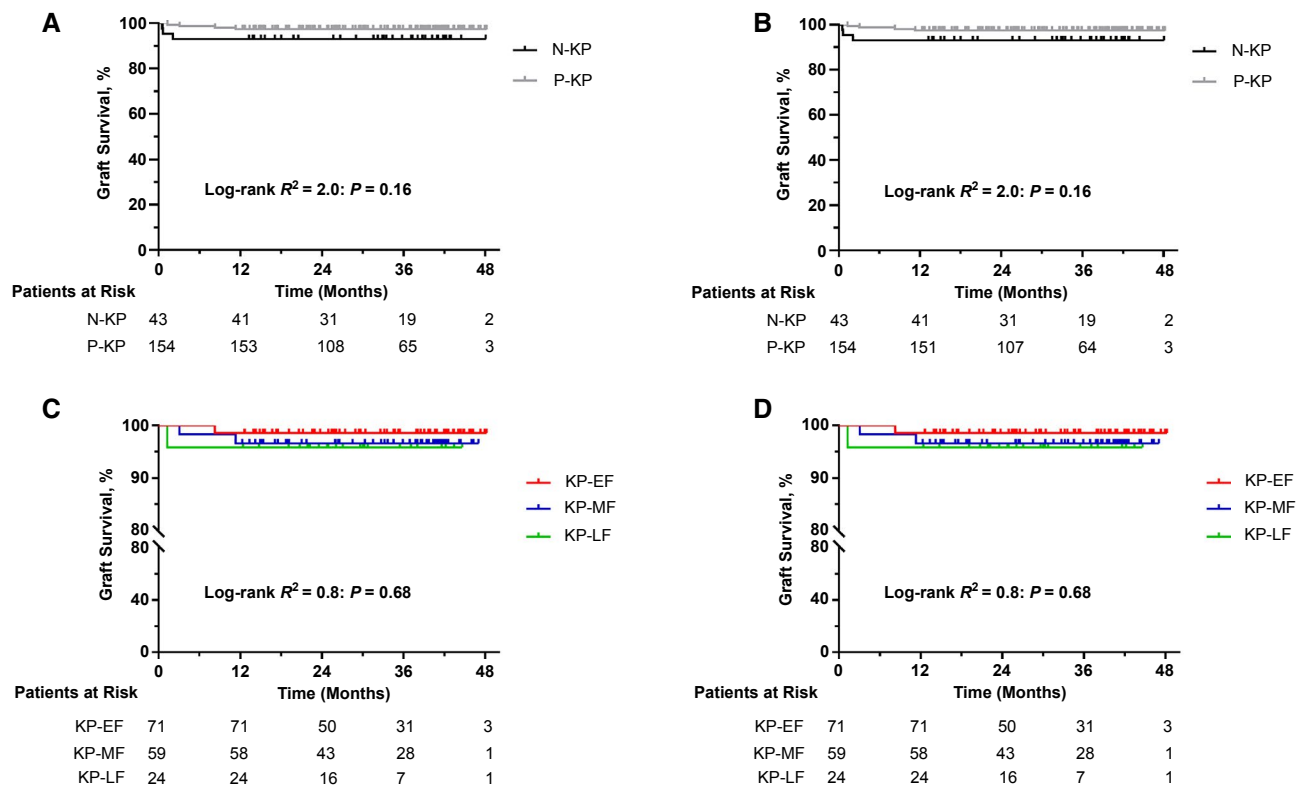 A
100
80
60
40
20
0
Graft Survival, %
N-KP
P-KP
Log-rank R² = 2.0: P = 0.16
0 12 24 36 48
Patients at Risk Time (Months)
N-KP 43 41 31 19 2
P-KP 154 153 108 65 3
B
100
80
60
40
20
0
Graft Survival, %
N-KP
P-KP
Log-rank R² = 2.0: P = 0.16
0 12 24 36 48
Patients at Risk Time (Months)
N-KP 43 41 31 19 2
P-KP 154 151 107 64 3
C
100
90
80
80
40
0
Graft Survival, %
KP-EF
KP-MF
KP-LF
Log-rank R² = 0.8: P = 0.68
0 12 24 36 48
Patients at Risk Time (Months)
KP-EF 71 71 50 31 3
KP-MF 59 58 43 28 1
KP-LF 24 24 16 7 1
D
100
90
80
80
40
0
Graft Survival, %
KP-EF
KP-MF
KP-LF
Log-rank R² = 0.8: P = 0.68
0 12 24 36 48
Patients at Risk Time (Months)
KP-EF 71 71 50 31 3
KP-MF 59 58 43 28 1
KP-LF 24 24 16 7 1